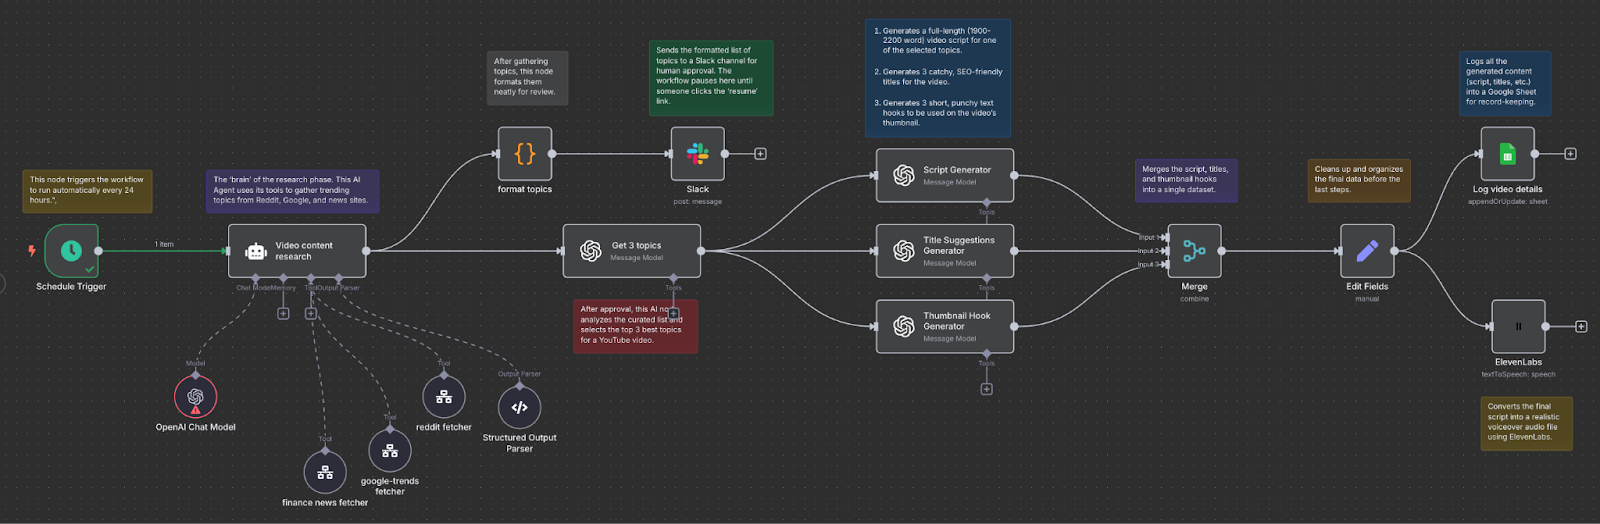 1. Generates a full-length (1900-
2200 word) video script for one
of the selected topics.
2. Generates 3 catchy, SEO-friendly
titles for the video.
3. Generates 3 short, punchy text
hooks to be used on the video's
thumbnail.
Sends the formatted list of
topics to a Slack channel for
human approval. The
workflow pauses here until
someone clicks the 'resume'
link.
After gathering
topics, this node
formats them
neatly for review.
Logs all the
generated content
(script, titles, etc.)
into a Google Sheet
for record-keeping.
format topics
Slack
post: message
Script Generator
Message Model
Tools
Merges the script, titles,
and thumbnail hooks
into a single dataset.
Cleans up and organizes
the final data before the
last steps.
Log video details
appendOrUpdate: sheet
This node triggers the workflow
to run automatically every 24
hours.",
The 'brain' of the research phase. This AI
Agent uses its tools to gather trending
topics from Reddit, Google, and news sites.
1 item
Schedule Trigger
Video content
research
Chat Model
Memory
Tool
Output Parser
Get 3 topics
Message Model
Tools
Title Suggestions
Generator
Message Model
Tools
Input 1
Input 2
Input 3
Merge
combine
Edit Fields
manual
After approval, this AI
analyzes the curated list and
selects the top 3 best topics
for a YouTube video.
Thumbnail Hook
Generator
Message Model
Tools
ElevenLabs
textToSpeech: speech
Model
OpenAI Chat Model
Tool
reddit fetcher
Output Parser
Structured Output
Parser
Tool
google-trends
fetcher
Tool
finance news fetcher
Converts the final
script into a realistic
voiceover audio file
using ElevenLabs.